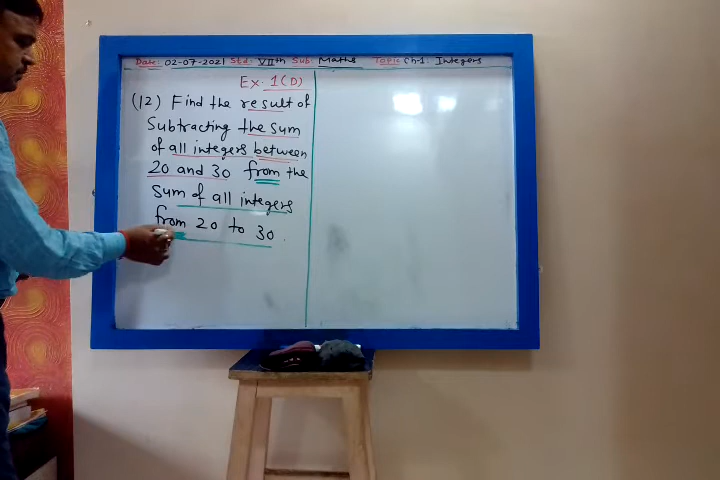 Date: 02-07-2021 Std: VIIth Sub: Maths Topic Ch-1. Integers
Ex. 1(D)
(12) Find the result of
Subtracting the sum
of all integers between
20 and 30 from the
Sum of all integers
from 20 to 30.